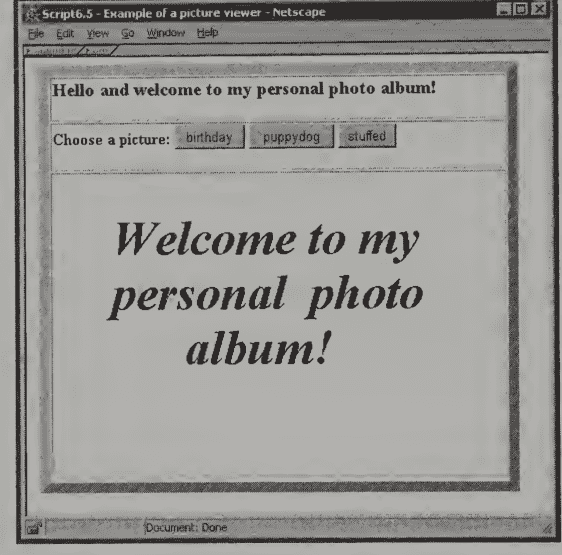 Script6.5 - Example of a picture viewer - Netscape
File Edit View Go Window Help
Hello and welcome to my personal photo album!
Choose a picture: birthday puppydog stuffed
Welcome to my
personal photo
album!
Document: Done